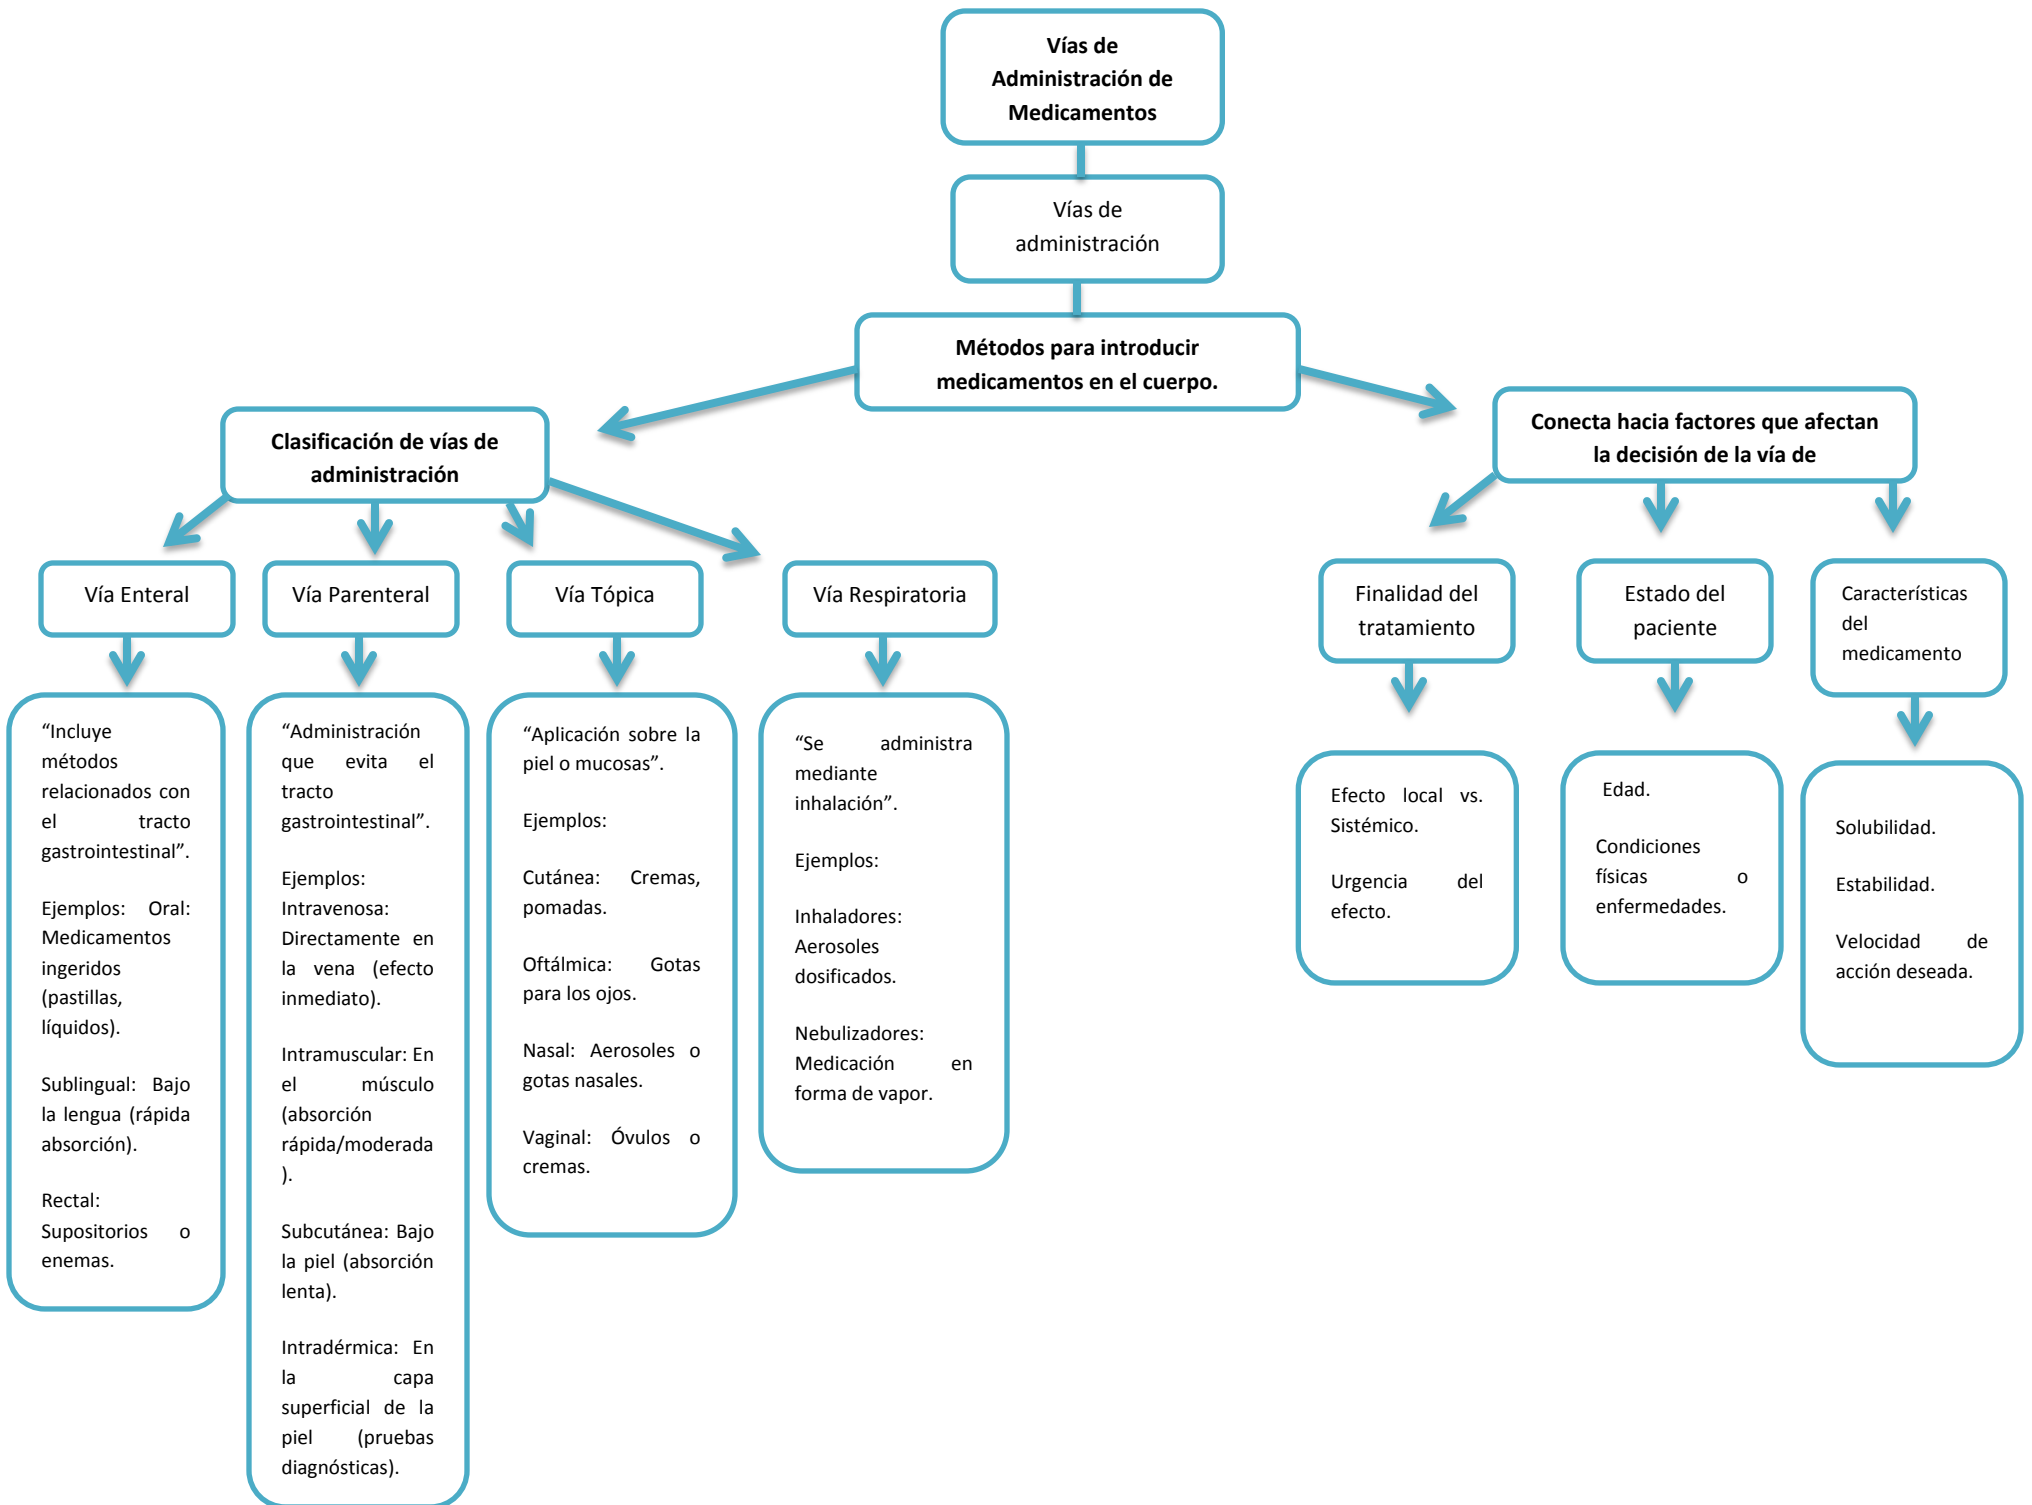 Vías de
Administración de
Medicamentos
Vías de
administración
Métodos para introducir
medicamentos en el cuerpo.
Clasificación de vías de
administración
Conecta hacia factores que afectan
la decisión de la vía de
Vía Enteral
Vía Parenteral
Vía Tópica
Vía Respiratoria
Finalidad del
tratamiento
Estado del
paciente
Características
del
medicamento
“Incluye
métodos
relacionados con
el tracto
gastrointestinal”.
Ejemplos: Oral:
Medicamentos
ingeridos
(pastillas,
líquidos).
Sublingual: Bajo
la lengua (rápida
absorción).
Rectal:
Supositorios o
enemas.
“Administración
que evita el
tracto
gastrointestinal”.
Ejemplos:
Intravenosa:
Directamente en
la vena (efecto
inmediato).
Intramuscular: En
el músculo
(absorción
rápida/moderada
).
Subcutánea: Bajo
la piel (absorción
lenta).
Intradérmica: En
la capa
superficial de la
piel (pruebas
diagnósticas).
“Aplicación sobre la
piel o mucosas”.
Ejemplos:
Cutánea: Cremas,
pomadas.
Oftálmica: Gotas
para los ojos.
Nasal: Aerosoles o
gotas nasales.
Vaginal: Óvulos o
cremas.
“Se administra
mediante
inhalación”.
Ejemplos:
Inhaladores:
Aerosoles
dosificados.
Nebulizadores:
Medicación en
forma de vapor.
Efecto local vs.
Sistémico.
Urgencia del
efecto.
Edad.
Condiciones
físicas o
enfermedades.
Solubilidad.
Estabilidad.
Velocidad de
acción deseada.